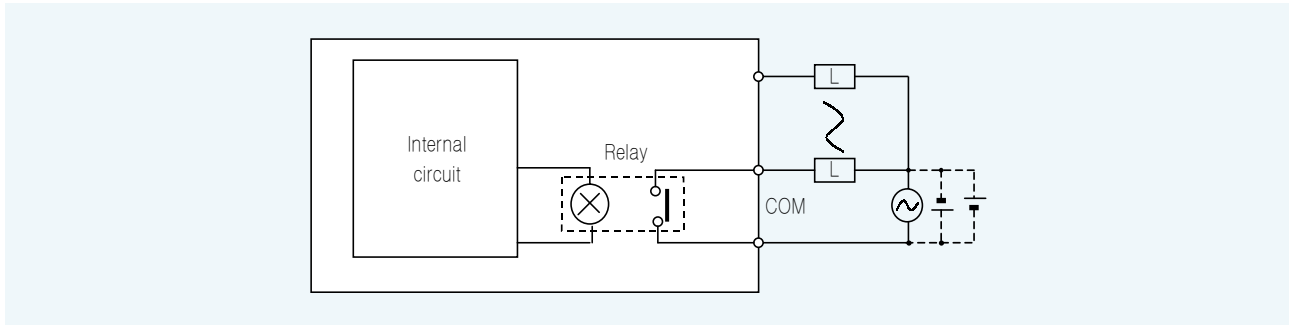 L
Internal
circuit
Relay
L
COM